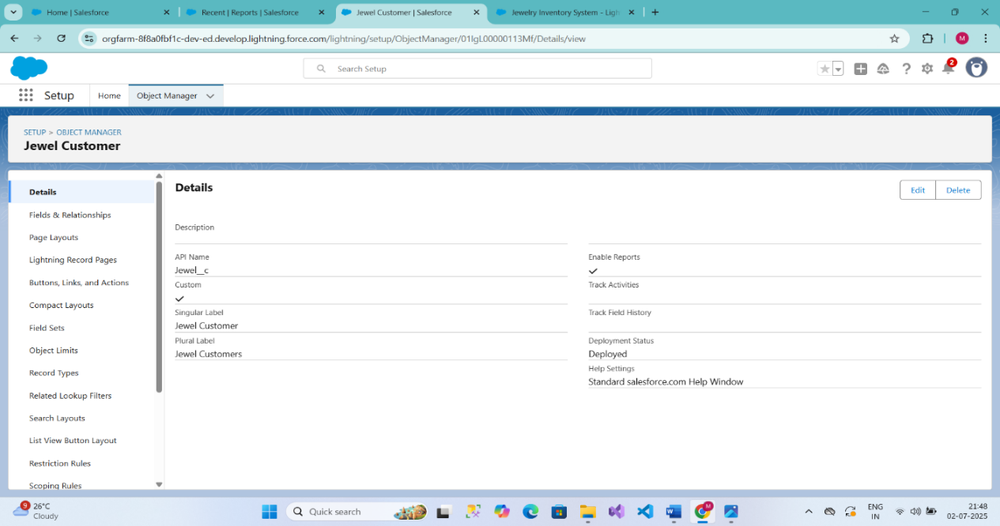 Home | Salesforce
Recent | Reports | Salesforce
Jewel Customer | Salesforce
Jewelry Inventory System - Ligh
orgfarm-8f8a0fbf1c-dev-ed.develop.lightning.force.com/lightning/setup/ObjectManager/01IgL00000113Mf/Details/view
M
Search Setup
2
Setup
Home
Object Manager
SETUP > OBJECT MANAGER
Jewel Customer
Details
Fields & Relationships
Page Layouts
Lightning Record Pages
Buttons, Links, and Actions
Compact Layouts
Field Sets
Object Limits
Record Types
Related Lookup Filters
Search Layouts
List View Button Layout
Restriction Rules
Scoping Rules
Details
Edit
Delete
Description
API Name
Jewel__c
Custom
Singular Label
Jewel Customer
Plural Label
Jewel Customers
Enable Reports
Track Activities
Track Field History
Deployment Status
Deployed
Help Settings
Standard salesforce.com Help Window
9
26°C
Cloudy
Quick search
M
ENG
IN
21:48
02-07-2025